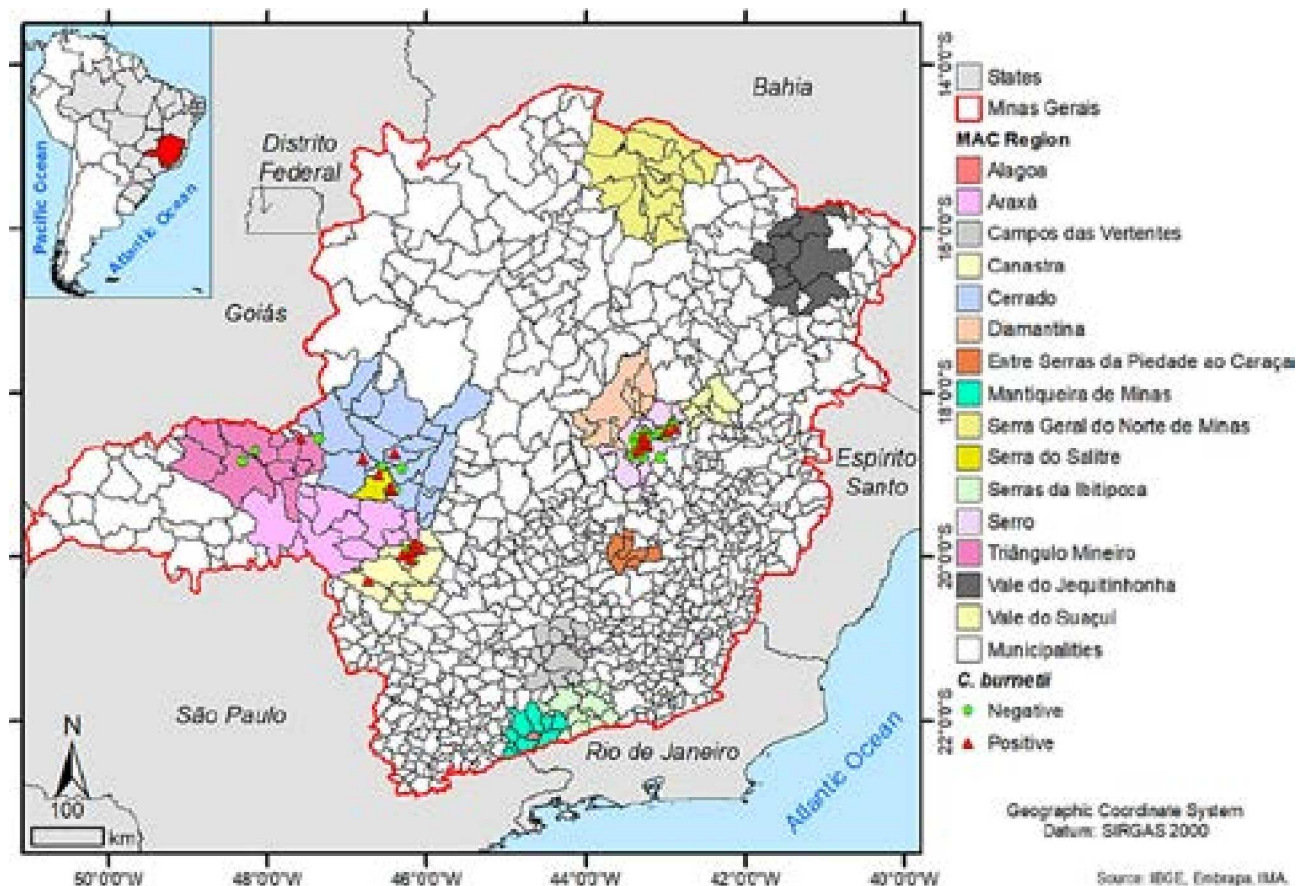 Pacific Ocean
Atlantic Ocean
Bahia
Distrito
Federal
Goiás
Espírito
Santo
São Paulo
Rio de Janeiro
Atlantic Ocean
N
100
km
50°0'0"W
48°0'0"W
46°0'0"W
44°0'0"W
42°0'0"W
40°0'0"W
14°0'0"S
16°0'0"S
18°0'0"S
20°0'0"S
22°0'0"S
States
Minas Gerais
MAC Region
Alagoa
Araxá
Campos das Vertentes
Canastra
Cerrado
Diamantina
Entre Serras da Piedade ao Caraça
Mantiqueira de Minas
Serra Geral do Norte de Minas
Serra do Salitre
Serras da Ibitipoca
Serro
Triângulo Mineiro
Vale do Jequitinhonha
Vale do Suaçuí
Municipalities
C. burnetii
Negative
Positive
Geographic Coordinate System
Datum: SIRGAS 2000
Source: IBGE, Embrapa, IMA.